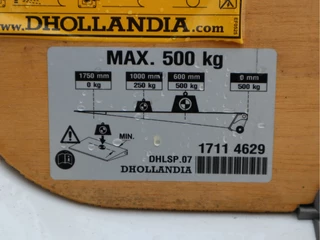 www.
DHOLLANDIA.com
MAX. 500 kg
1750 mm 1000 mm 600 mm 0 mm
0 kg 250 kg 500 kg 500 kg
MIN.
DHLSP.07 1711 4629
DHOLLANDIA